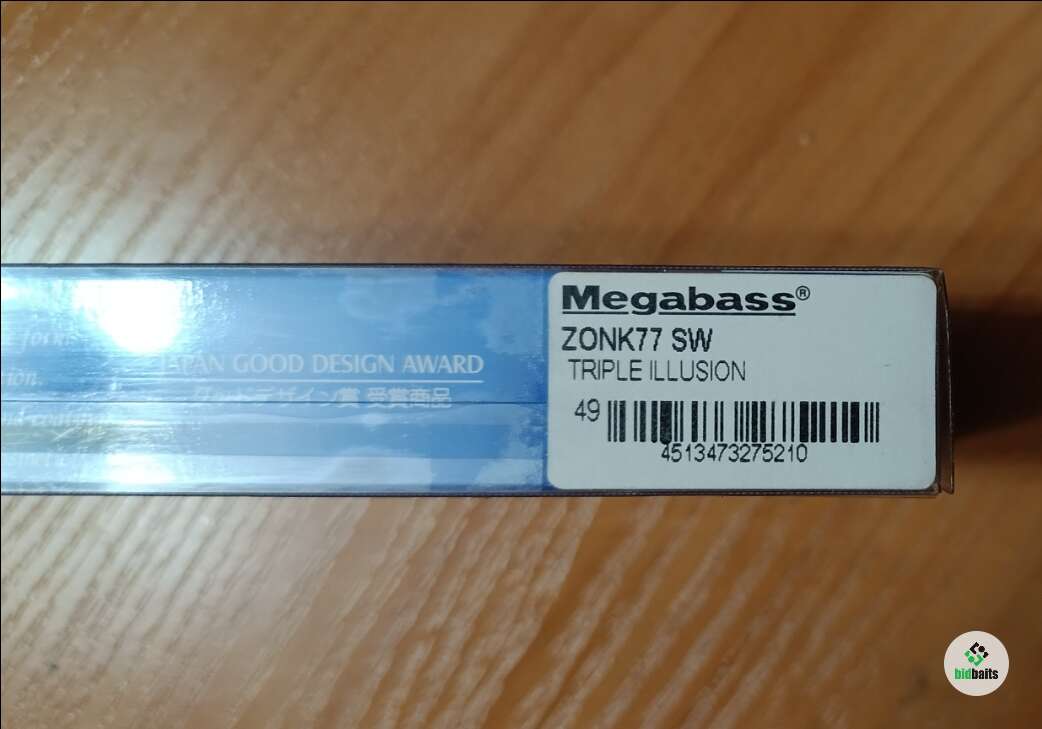 JAPAN GOOD DESIGN AWARD
グッドデザイン賞 受賞商品
Megabass®
ZONK77 SW
TRIPLE ILLUSION
49
4513473275210
bidbaits